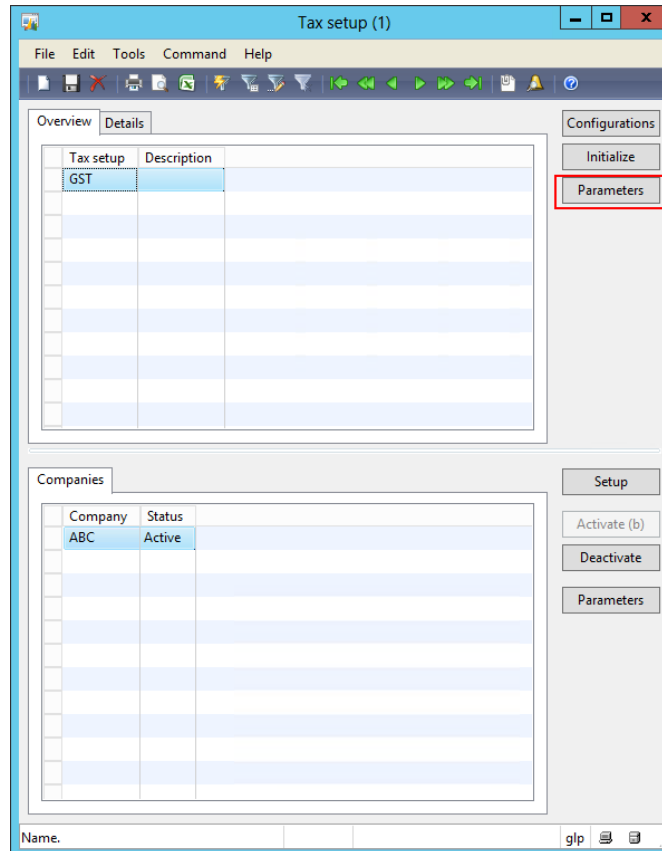 Tax setup (1)
File Edit Tools Command Help
Overview Details
Configurations
Initialize
Parameters
Tax setup Description
GST
Companies
Setup
Activate (b)
Deactivate
Parameters
Company Status
ABC Active
Name.
glp